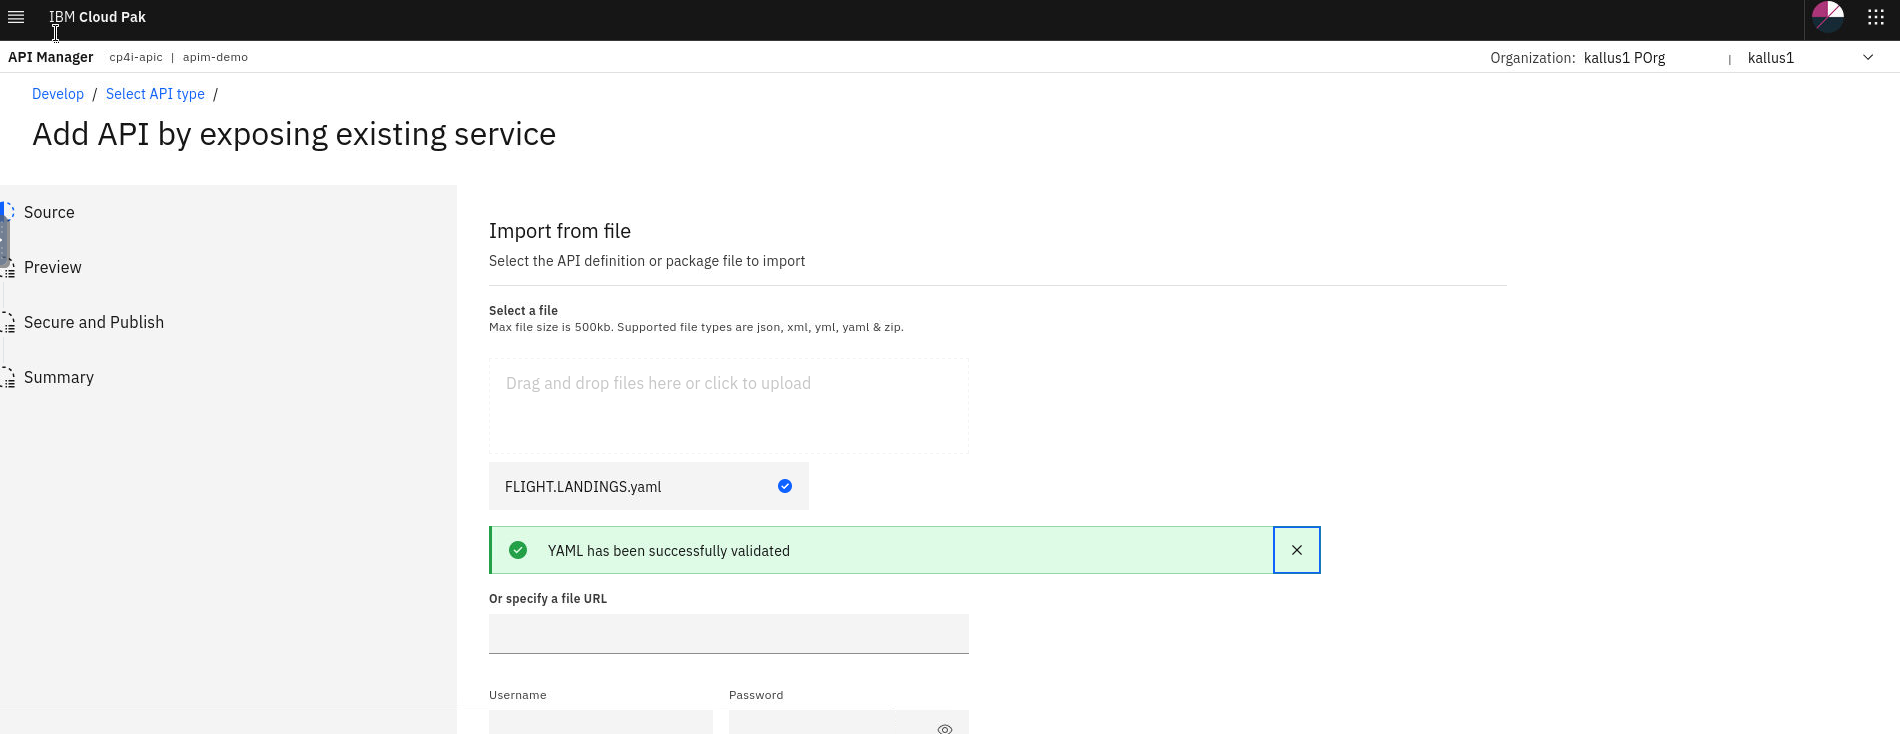 IBM Cloud Pak
API Manager cp4i-apic | apim-demo Organization: kallus1 POrg | kallus1
Develop / Select API type /
Add API by exposing existing service
Source
Preview
Secure and Publish
Summary
Import from file
Select the API definition or package file to import
Select a file
Max file size is 500kb. Supported file types are json, xml, yml, yaml & zip.
Drag and drop files here or click to upload
FLIGHT.LANDINGS.yaml
YAML has been successfully validated
Or specify a file URL
Username Password